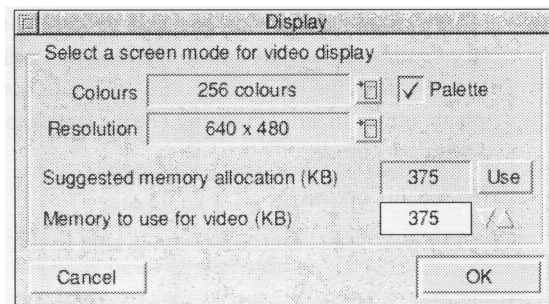 Display
Select a screen mode for video display
Colours 256 colours Palette
Resolution 640 x 480
Suggested memory allocation (KB) 375 Use
Memory to use for video (KB) 375
Cancel OK